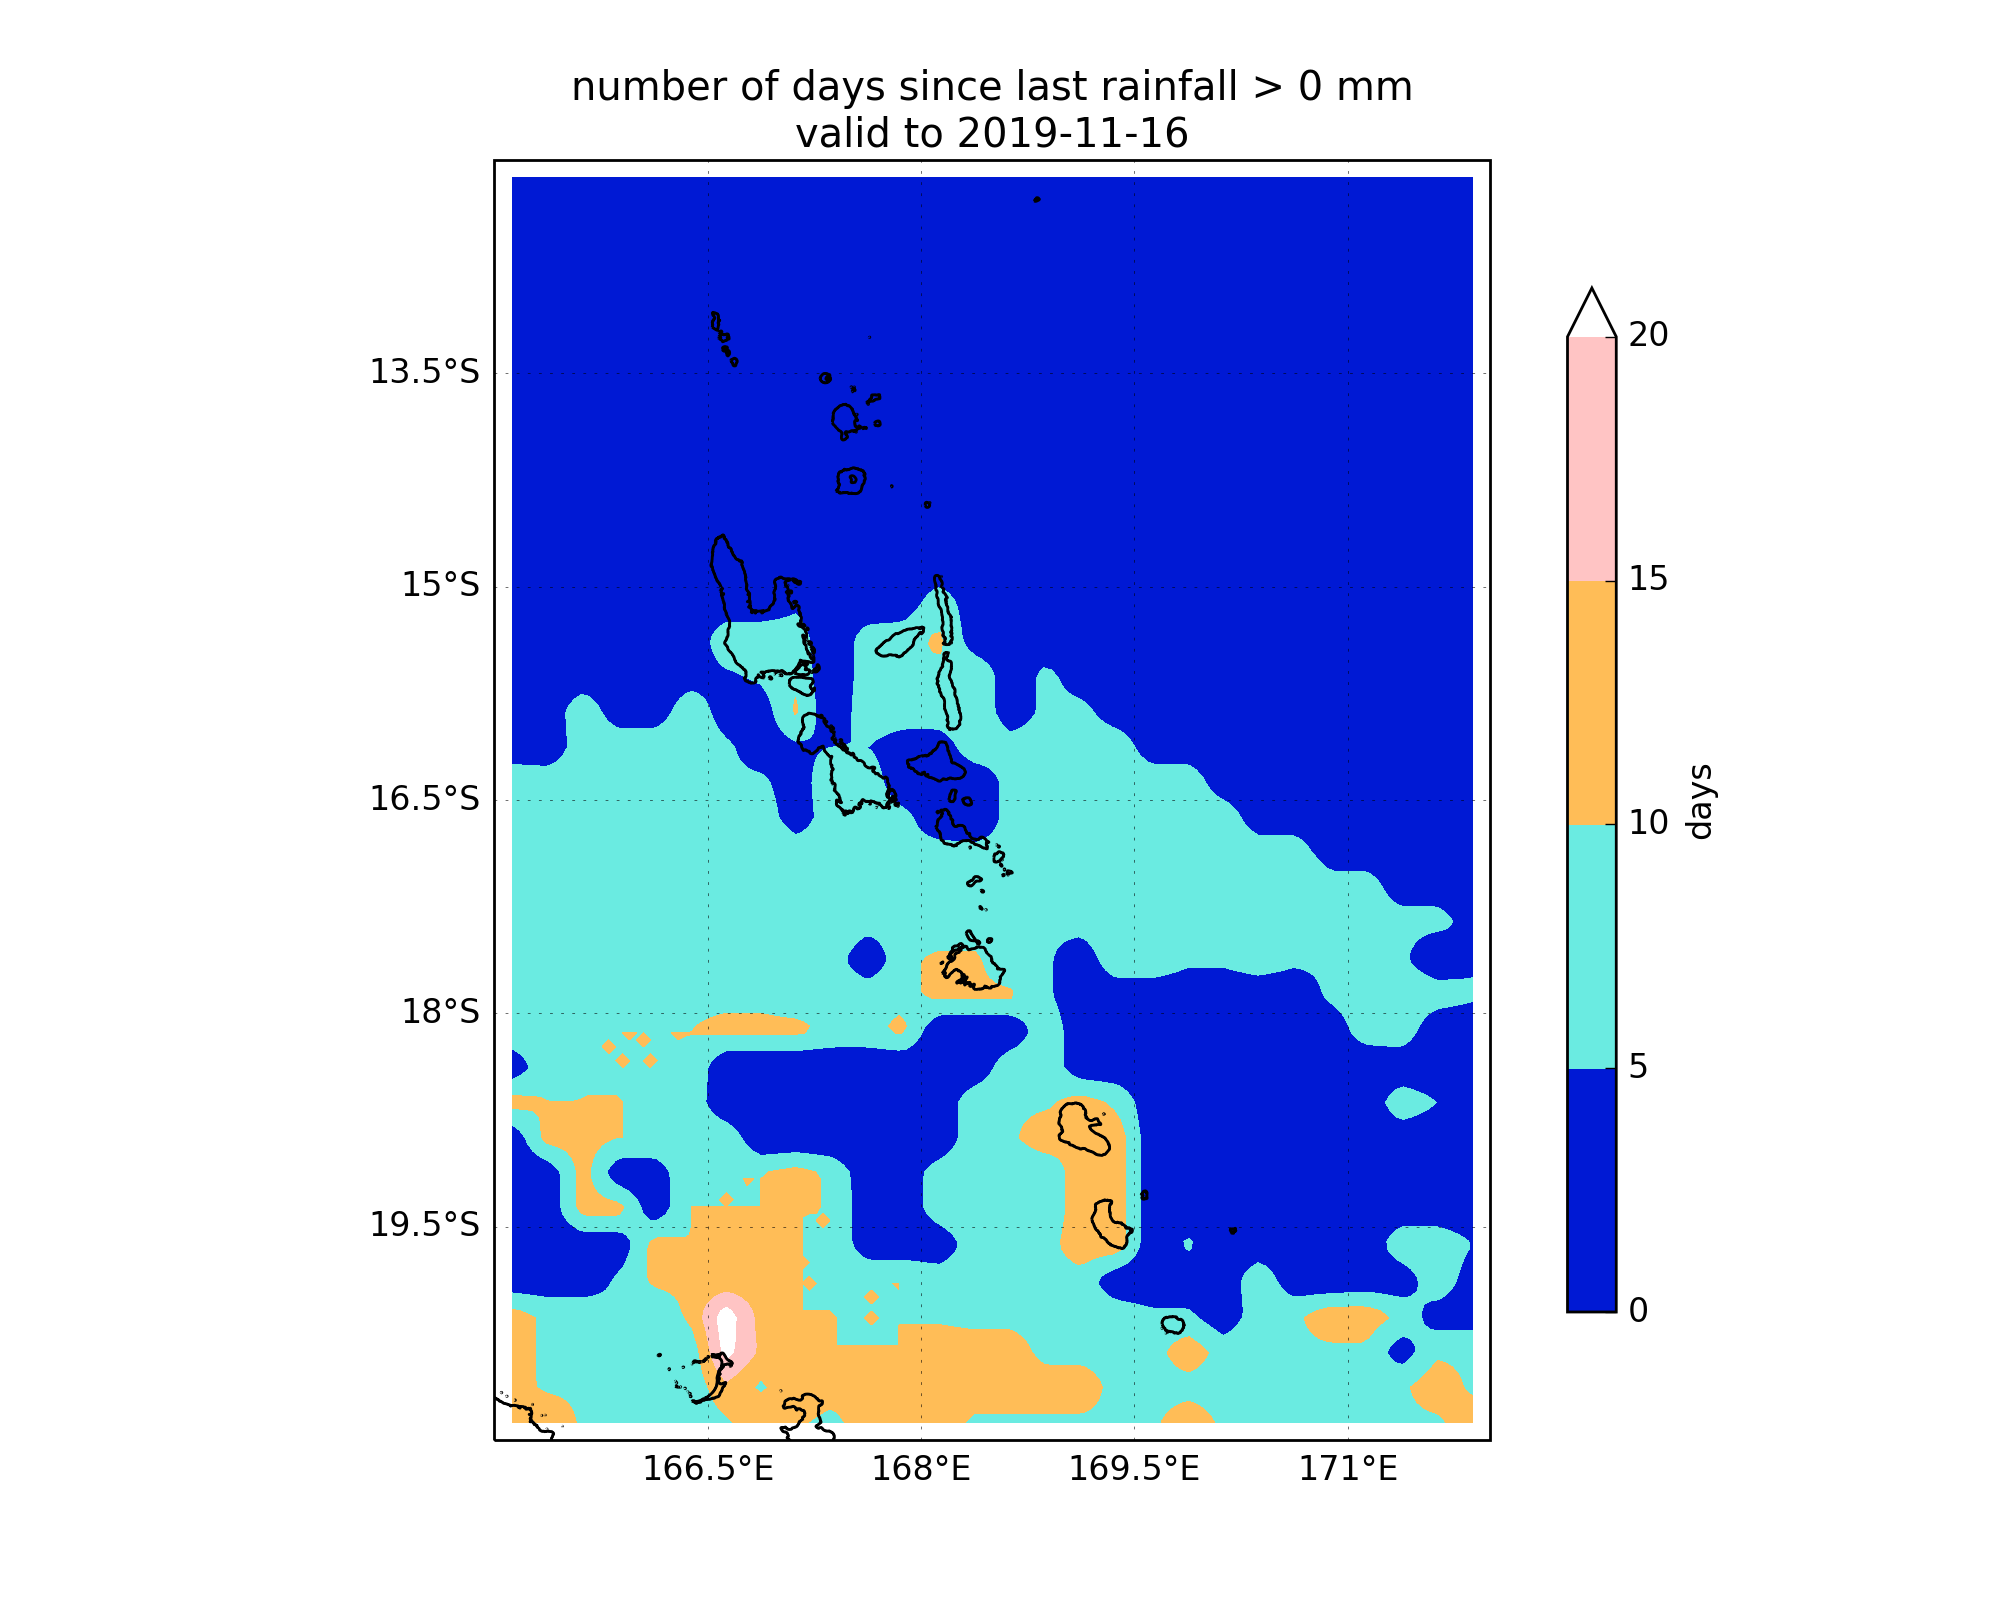 number of days since last rainfall > 0 mm
valid to 2019-11-16
13.5°S
15°S
16.5°S
18°S
19.5°S
166.5°E
168°E
169.5°E
171°E
20
15
10
5
0
days